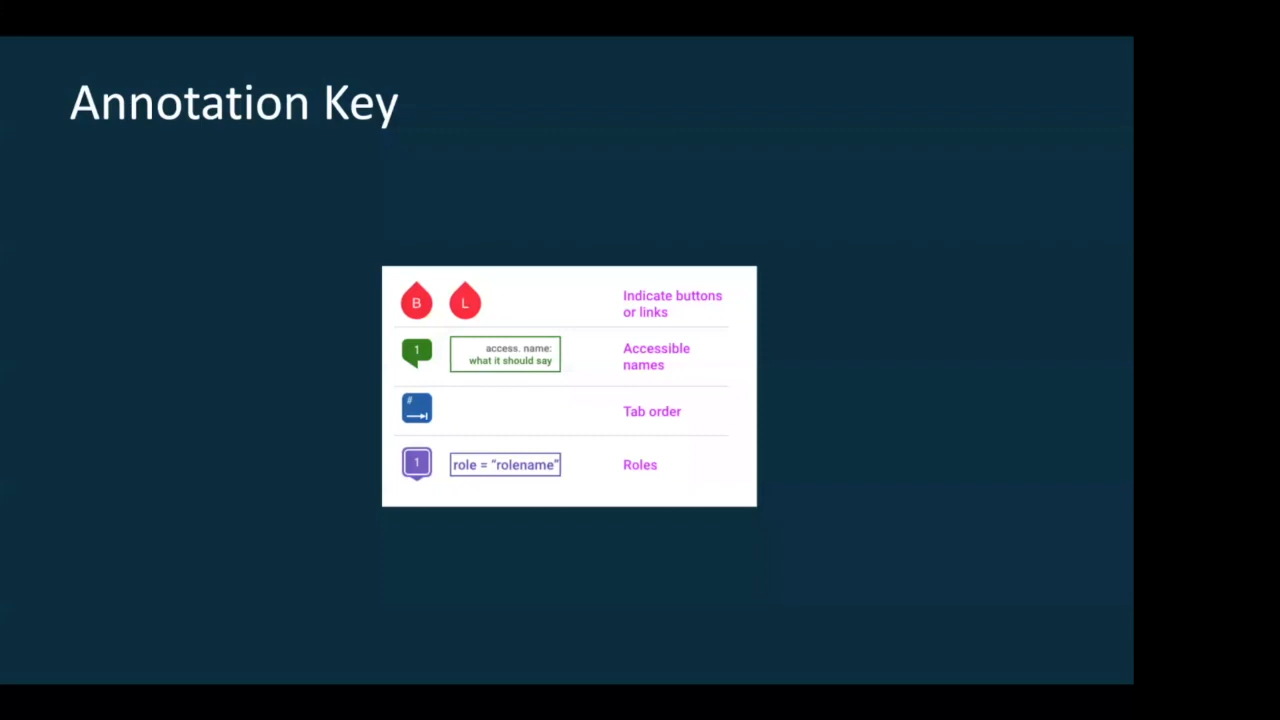 Annotation Key
B L Indicate buttons
or links
1 access. name:
what it should say
Accessible
names
#
Tab order
1 role = "rolename" Roles